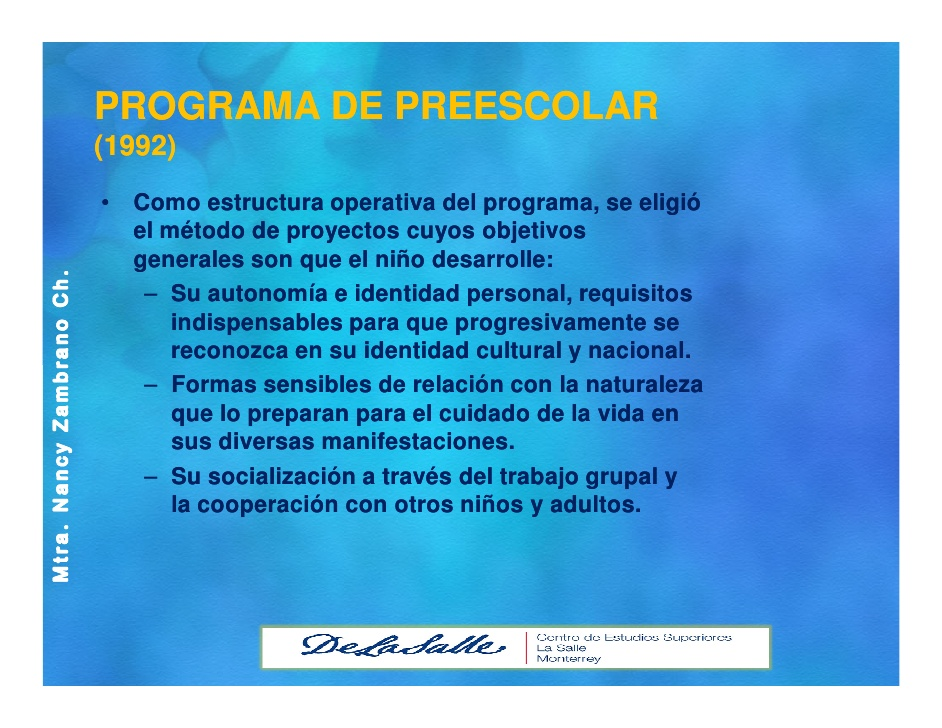 PROGRAMA DE PREESCOLAR
(1992)
• Como estructura operativa del programa, se eligió
el método de proyectos cuyos objetivos
generales son que el niño desarrolle:
– Su autonomía e identidad personal, requisitos
indispensables para que progresivamente se
reconozca en su identidad cultural y nacional.
– Formas sensibles de relación con la naturaleza
que lo preparan para el cuidado de la vida en
sus diversas manifestaciones.
– Su socialización a través del trabajo grupal y
la cooperación con otros niños y adultos.
Mtra. Nancy Zambrano Ch.
De La Salle
Centro de Estudios Superiores
La Salle
Monterrey